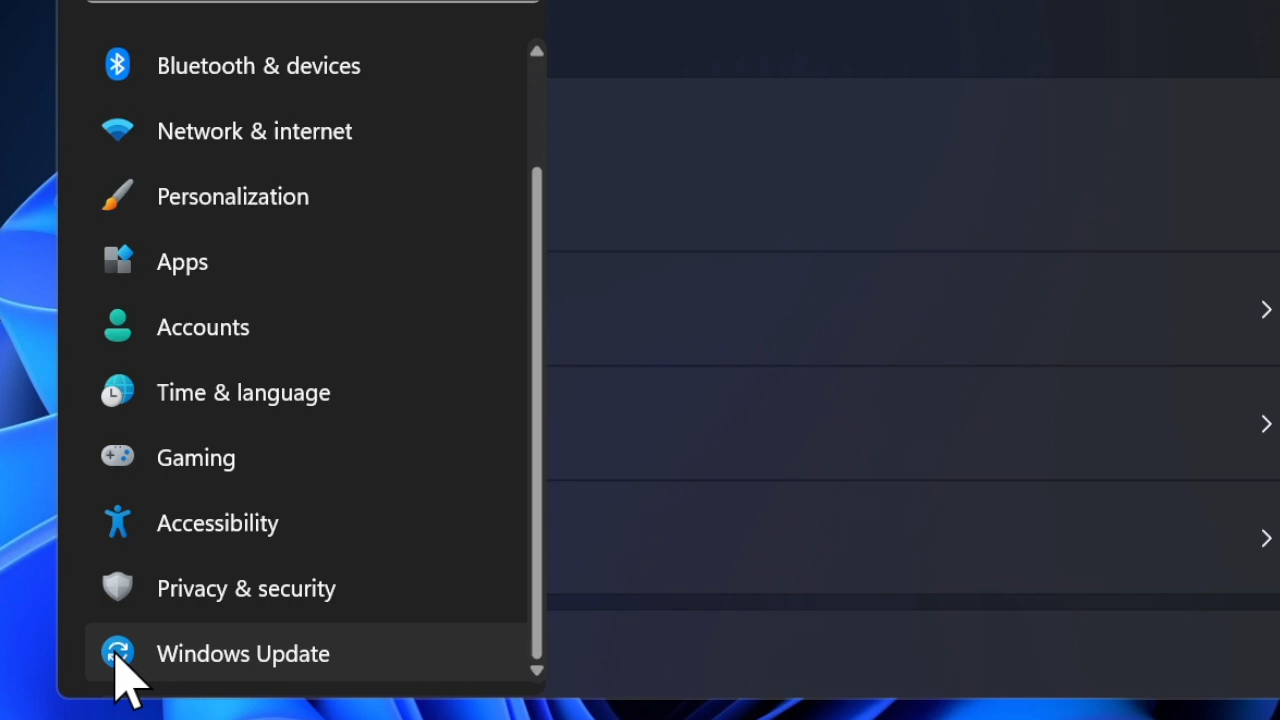 Bluetooth & devices
Network & internet
Personalization
Apps
Accounts
Time & language
Gaming
Accessibility
Privacy & security
Windows Update